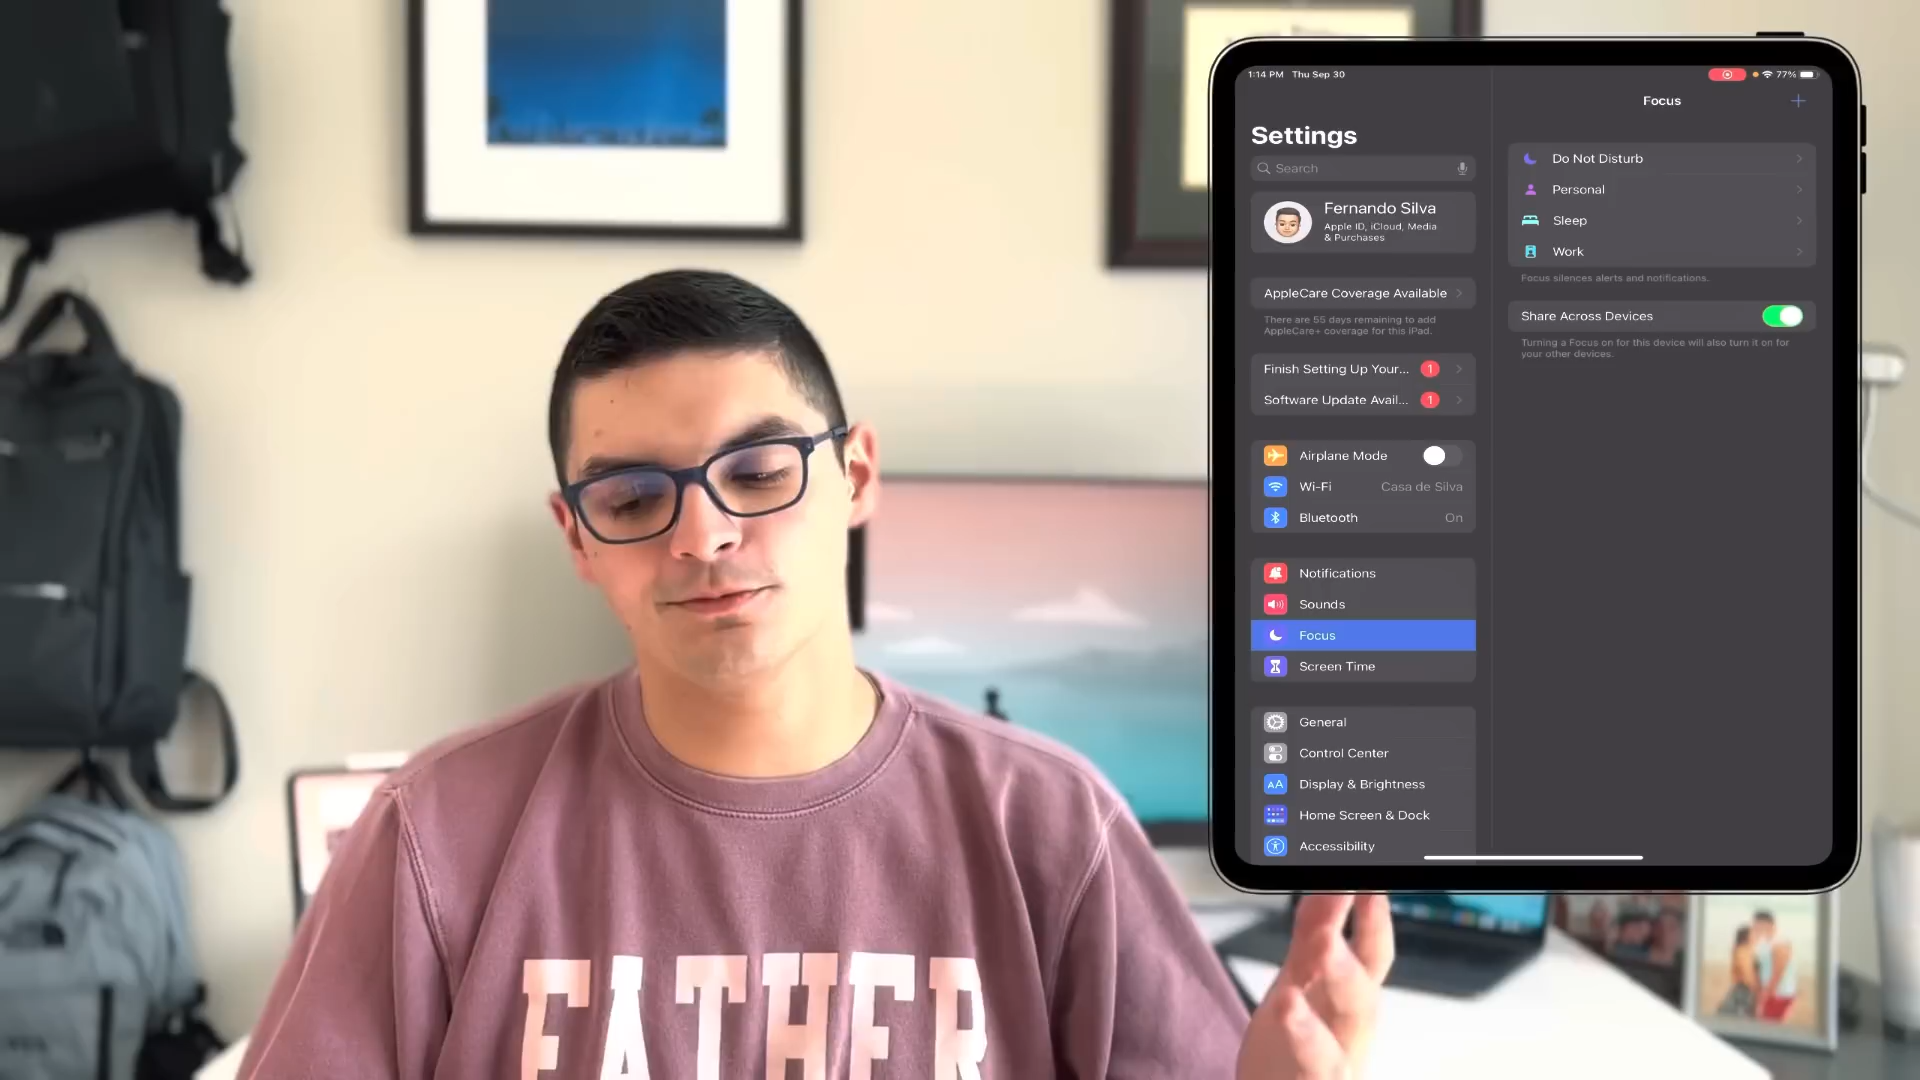 1:14 PM Thu Sep 30
77%
Settings
Search
Fernando Silva
Apple ID, iCloud, Media
& Purchases
AppleCare Coverage Available
There are 55 days remaining to add
AppleCare+ coverage for this iPad.
Finish Setting Up Your... 1
Software Update Avail... 1
Airplane Mode
Wi-Fi Casa de Silva
Bluetooth On
Notifications
Sounds
Focus
Screen Time
General
Control Center
AA Display & Brightness
Home Screen & Dock
Accessibility
Focus
Do Not Disturb
Personal
Sleep
Work
Focus silences alerts and notifications.
Share Across Devices
Turning a Focus on for this device will also turn it on for
your other devices.
FATHER